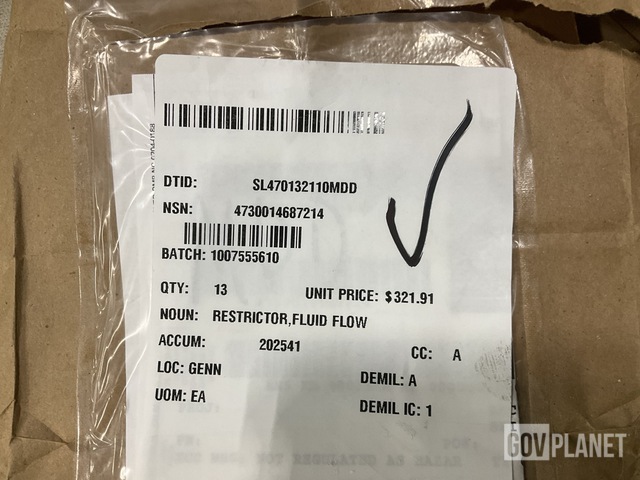 DTID: SL470132110MDD
NSN: 4730014687214
BATCH: 1007555610
QTY: 13 UNIT PRICE: $321.91
NOUN: RESTRICTOR,FLUID FLOW
ACCUM: 202541 CC: A
LOC: GENN DEMIL: A
UOM: EA DEMIL IC: 1
GOVPLANET